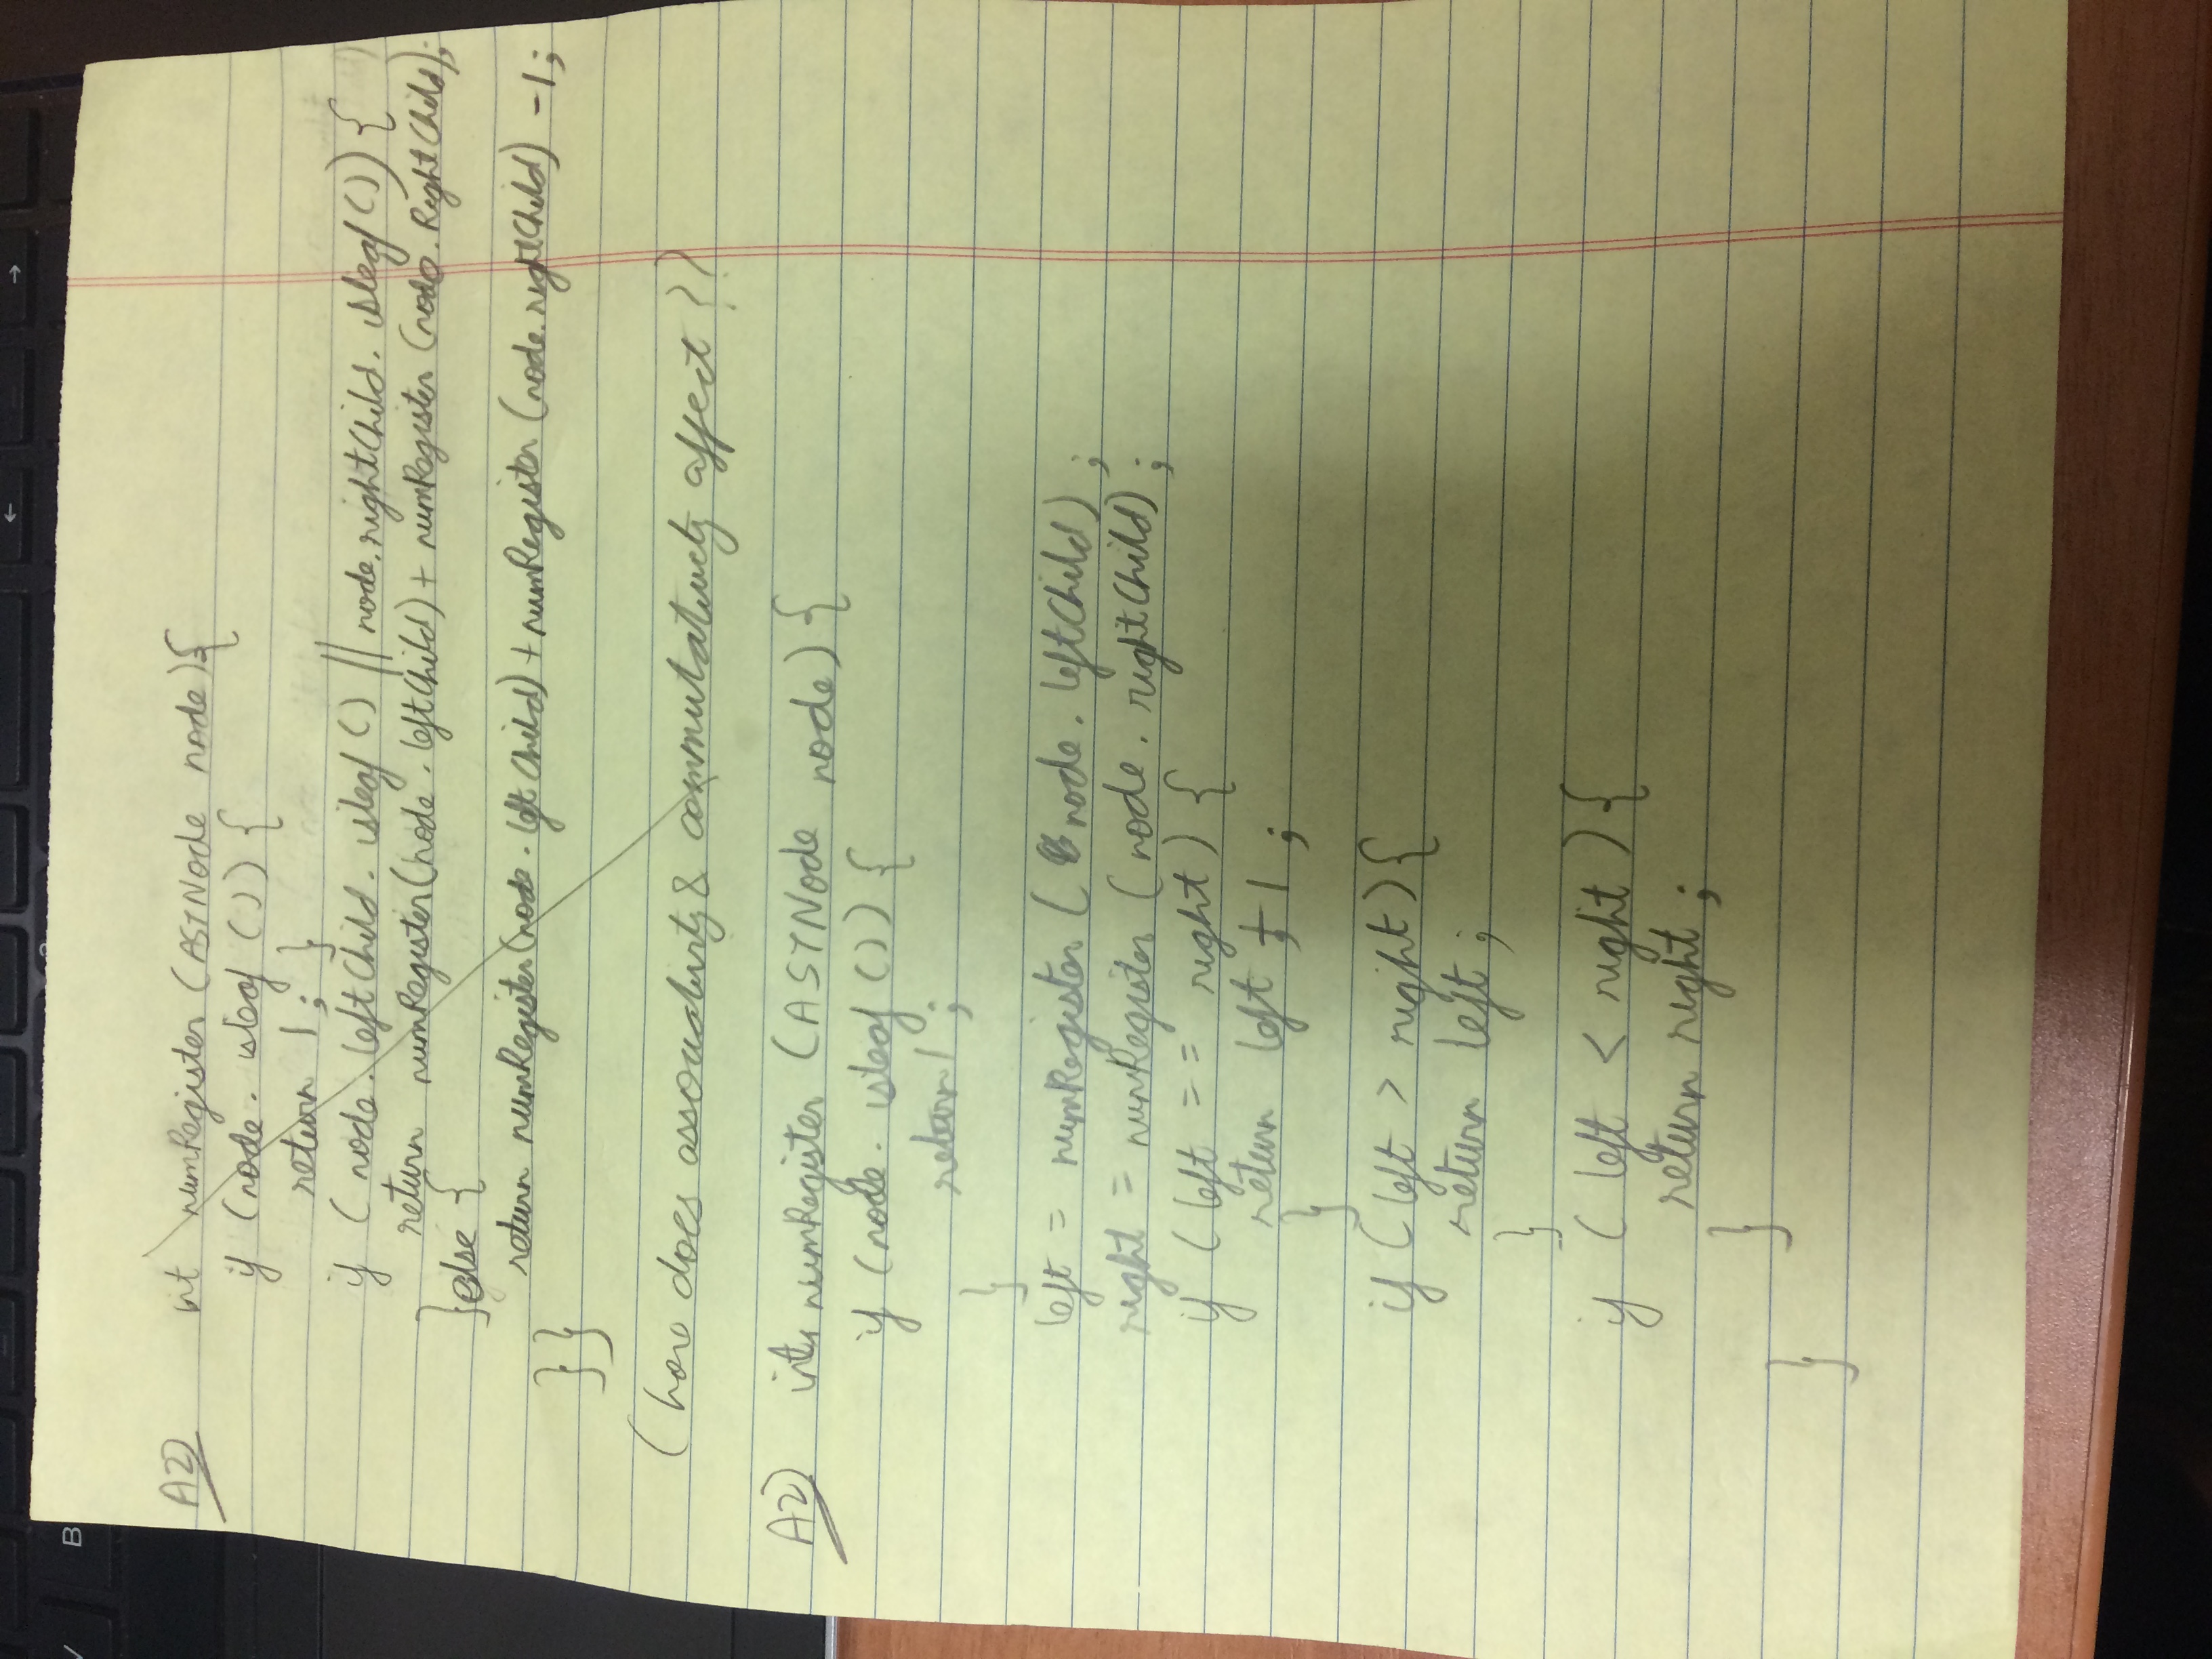 B
A2) int numRegister (ASTNode node){
if (node. isleaf ()) {
return 1; }
if ( node. leftChild. isleaf () || node.rightChild. isleaf ()) {
return numRegister(node.leftChild)+ numRegister (node.RightChild);
}else {
return numRegister(node.leftChild)+numRegister (node.rightChild) -1;
}}
(how does associativity & commutativity affect ??
A2) int numRegister (ASTNode node) {
if (node. isleaf ()) {
return 1 ;
}
left = numRegister ( node. leftChild) ;
right = numRegister ( node. rightChild) ;
if ( left == right ) {
return left + 1 ;
}
if ( left > right ){
return left ;
}
if ( left < right ){
return right ;
}
}